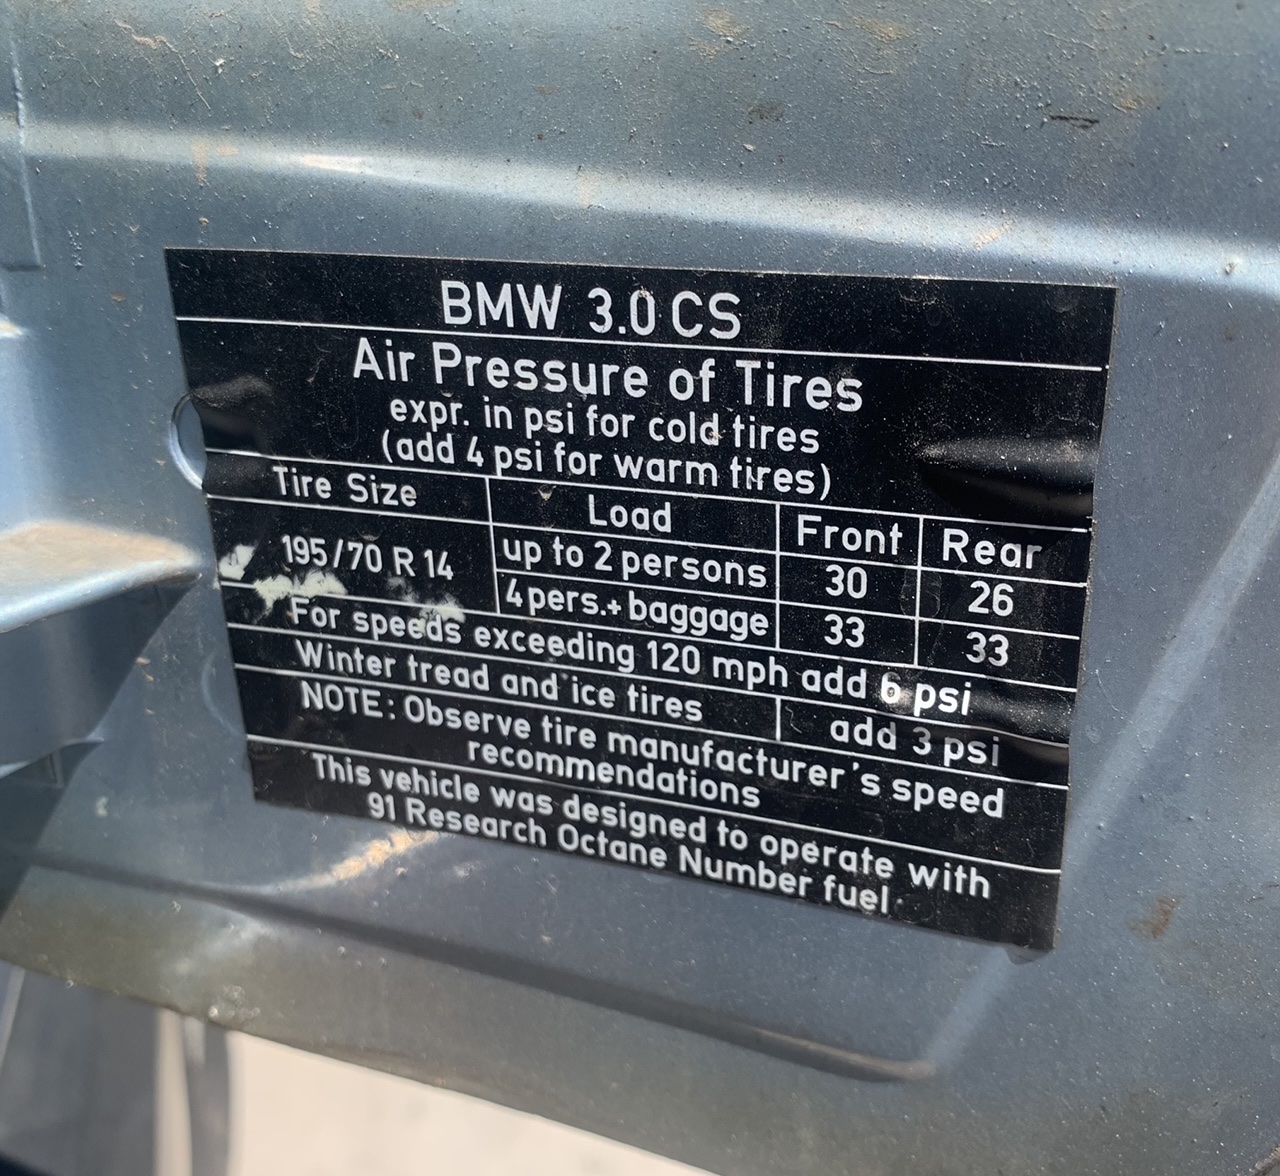 BMW 3.0 CS
Air Pressure of Tires
expr. in psi for cold tires
(add 4 psi for warm tires)
Tire Size Load Front Rear
195/70 R 14 up to 2 persons 30 26
4 pers.+ baggage 33 33
For speeds exceeding 120 mph add 6 psi
Winter tread and ice tires add 3 psi
NOTE: Observe tire manufacturer's speed
recommendations
This vehicle was designed to operate with
91 Research Octane Number fuel.